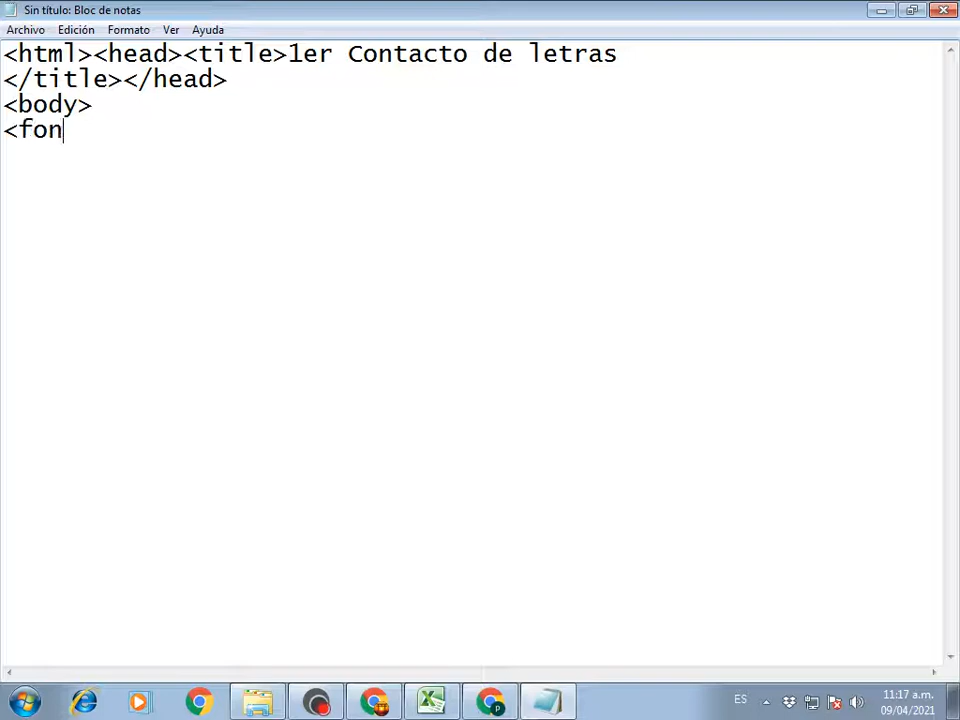 Sin título: Bloc de notas
Archivo Edición Formato Ver Ayuda
<html><head><title>1er Contacto de letras
</title></head>
<body>
<fon
ES
11:17 a.m.
09/04/2021